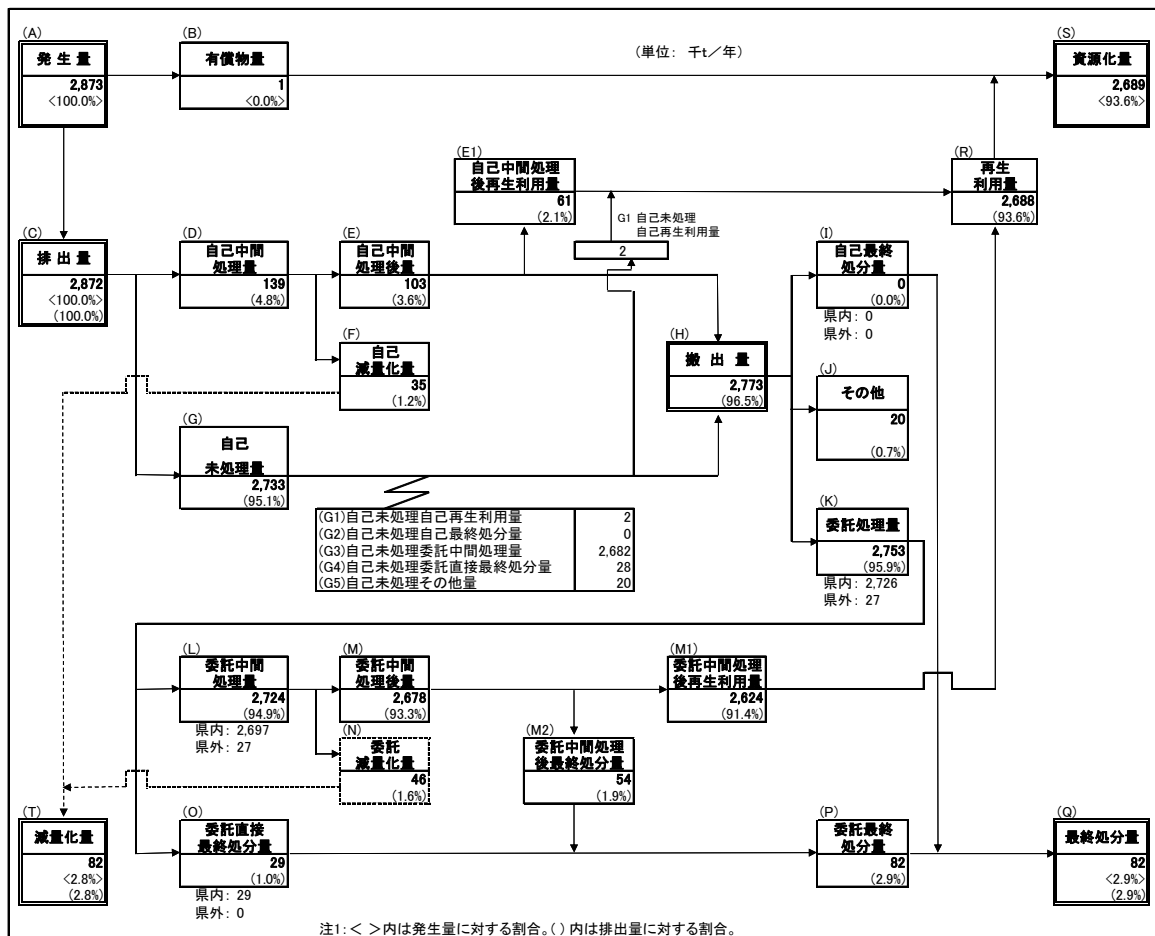 (A)
発 生 量
2,873
<100.0%>
(B)
有償物量
1
<0.0%>
(単位: 千t/年)
(S)
資源化量
2,689
<93.6%>
(E1)
自己中間処理
後再生利用量
61
(2.1%)
G1 自己未処理
自己再生利用量
2
(R)
再生
利用量
2,688
(93.6%)
(C)
排 出 量
2,872
<100.0%>
(100.0%)
(D)
自己中間
処理量
139
(4.8%)
(E)
自己中間
処理後量
103
(3.6%)
(F)
自己
減量化量
35
(1.2%)
(G)
自己
未処理量
2,733
(95.1%)
(H)
搬 出 量
2,773
(96.5%)
(I)
自己最終
処分量
0
(0.0%)
県内: 0
県外: 0
(J)
その他
20
(0.7%)
(K)
委託処理量
2,753
(95.9%)
県内: 2,726
県外: 27
(G1)自己未処理自己再生利用量 2
(G2)自己未処理自己最終処分量 0
(G3)自己未処理委託中間処理量 2,682
(G4)自己未処理委託直接最終処分量 28
(G5)自己未処理その他量 20
(L)
委託中間
処理量
2,724
(94.9%)
県内: 2,697
県外: 27
(M)
委託中間
処理後量
2,678
(93.3%)
(M1)
委託中間処理
後再生利用量
2,624
(91.4%)
(N)
委託
減量化量
46
(1.6%)
(M2)
委託中間処理
後最終処分量
54
(1.9%)
(T)
減量化量
82
<2.8%>
(2.8%)
(O)
委託直接
最終処分量
29
(1.0%)
県内: 29
県外: 0
(P)
委託最終
処分量
82
(2.9%)
(Q)
最終処分量
82
<2.9%>
(2.9%)
注1:< >内は発生量に対する割合。( )内は排出量に対する割合。